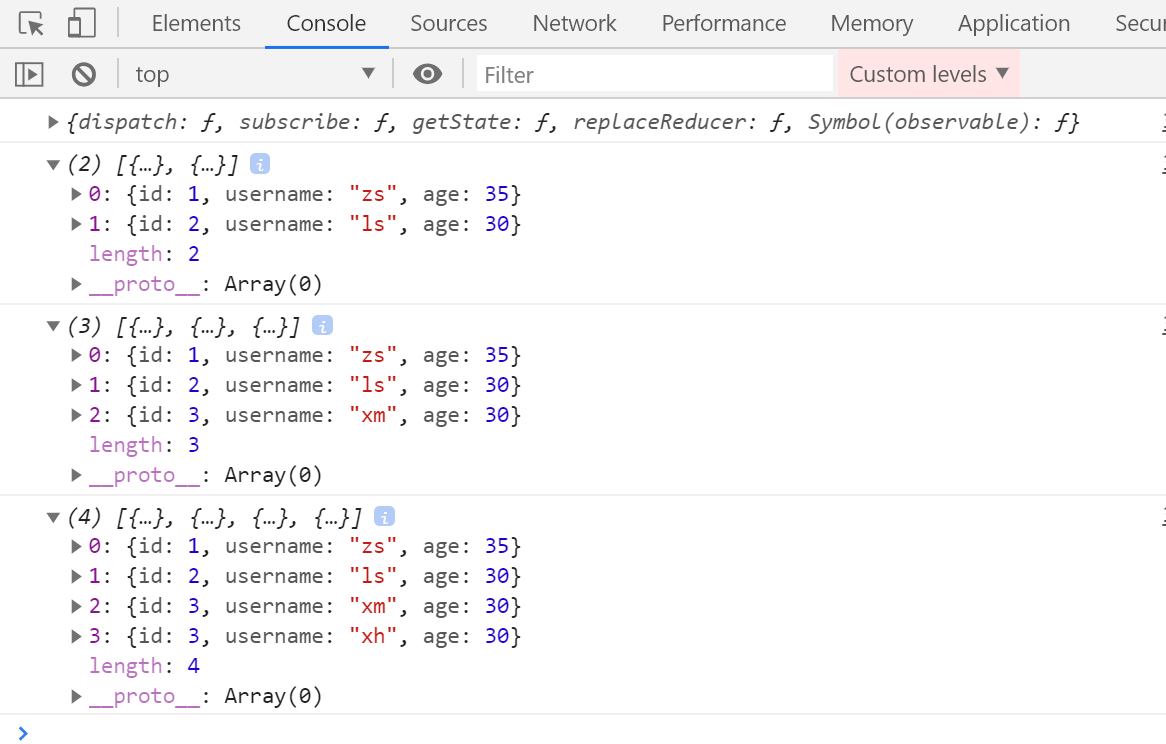 Elements Console Sources Network Performance Memory Application Secur
top Filter Custom levels
{dispatch: ƒ, subscribe: ƒ, getState: ƒ, replaceReducer: ƒ, Symbol(observable): ƒ}
(2) [{…}, {…}] i
0: {id: 1, username: "zs", age: 35}
1: {id: 2, username: "ls", age: 30}
length: 2
__proto__: Array(0)
(3) [{…}, {…}, {…}] i
0: {id: 1, username: "zs", age: 35}
1: {id: 2, username: "ls", age: 30}
2: {id: 3, username: "xm", age: 30}
length: 3
__proto__: Array(0)
(4) [{…}, {…}, {…}, {…}] i
0: {id: 1, username: "zs", age: 35}
1: {id: 2, username: "ls", age: 30}
2: {id: 3, username: "xm", age: 30}
3: {id: 3, username: "xh", age: 30}
length: 4
__proto__: Array(0)